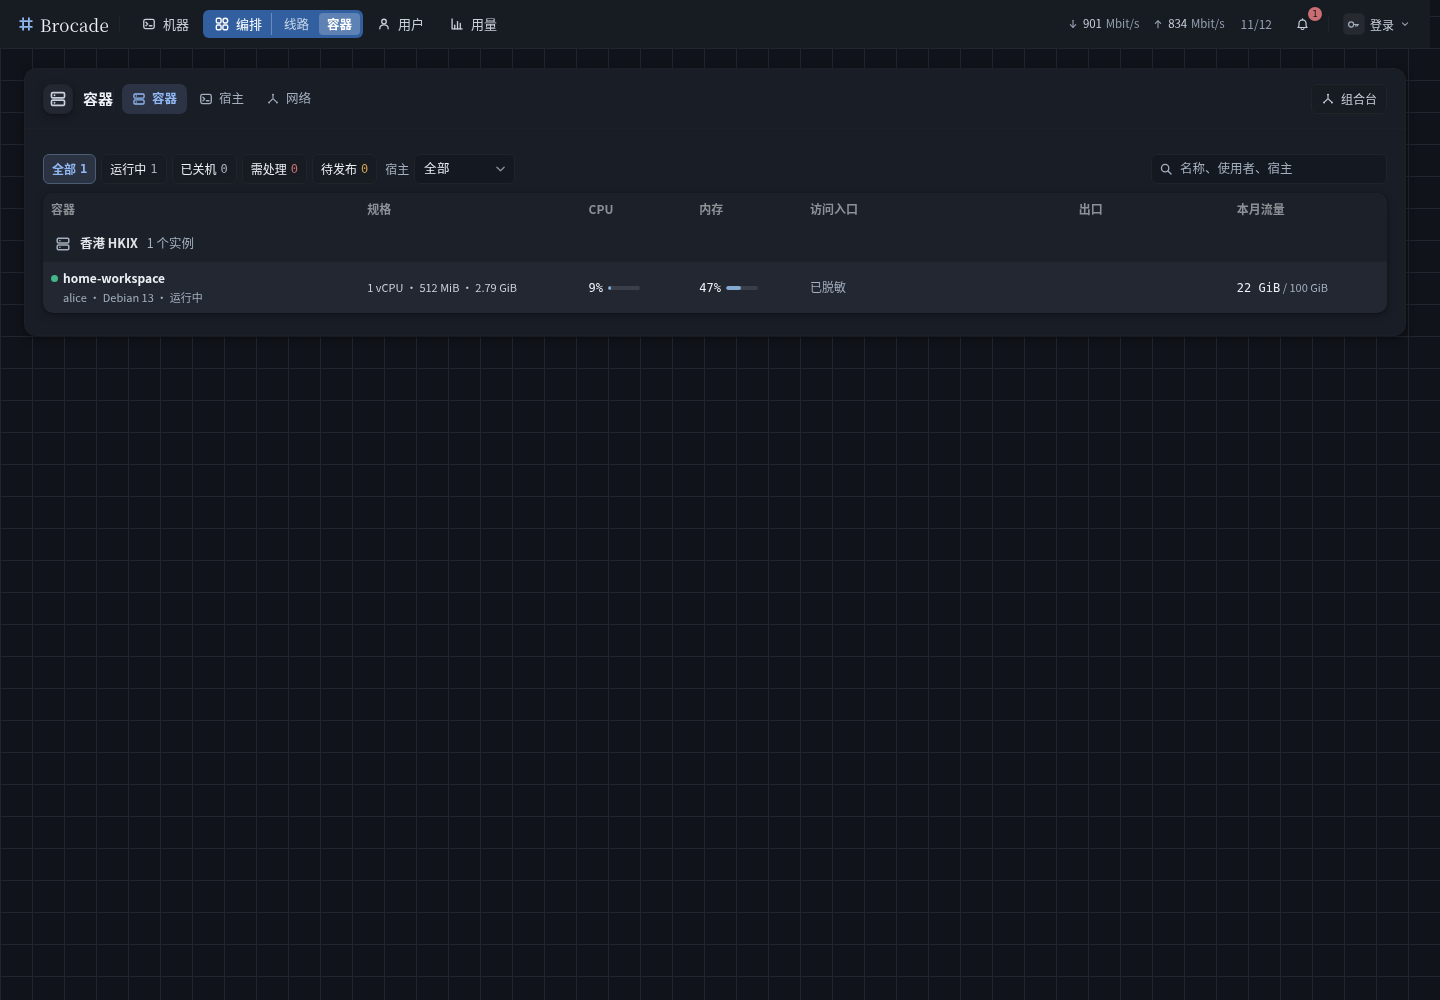 Brocade 机器 编排 线路 容器 用户 用量 ↓ 901 Mbit/s ↑ 834 Mbit/s 11/12 1 登录
容器 容器 宿主 网络 组合台
全部 1 运行中 1 已关机 0 需处理 0 待发布 0 宿主 全部 名称、使用者、宿主
容器 规格 CPU 内存 访问入口 出口 本月流量
香港 HKIX 1 个实例
home-workspace
alice · Debian 13 · 运行中
1 vCPU · 512 MiB · 2.79 GiB 9% 47% 已脱敏 22 GiB / 100 GiB